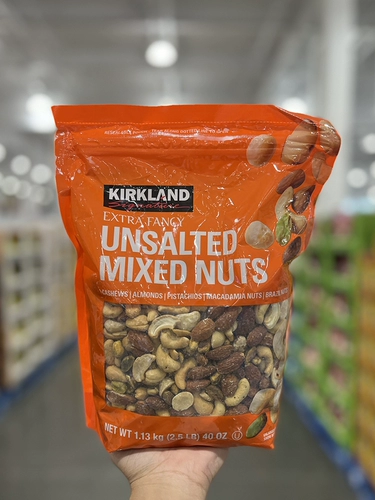 KIRKLAND
Signature
EXTRA FANCY
UNSALTED
MIXED NUTS
CASHEWS | ALMONDS | PISTACHIOS | MACADAMIA NUTS | BRAZIL NUTS
NET WT 1.13 kg (2.5 LB) 40 OZ